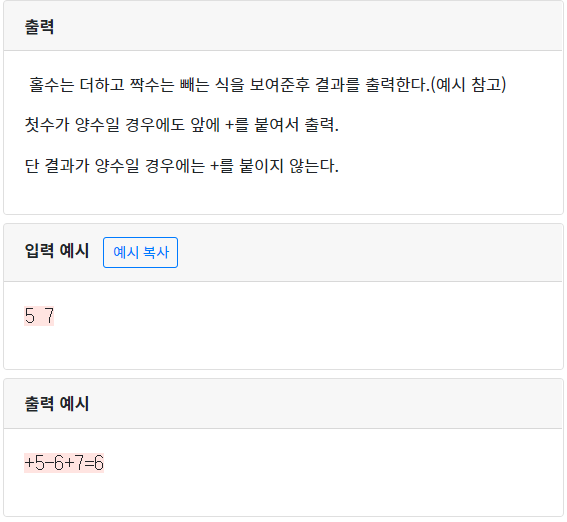 출력
홀수는 더하고 짝수는 빼는 식을 보여준후 결과를 출력한다.(예시 참고)
첫수가 양수일 경우에도 앞에 +를 붙여서 출력.
단 결과가 양수일 경우에는 +를 붙이지 않는다.
입력 예시 예시 복사
5 7
출력 예시
+5-6+7=6